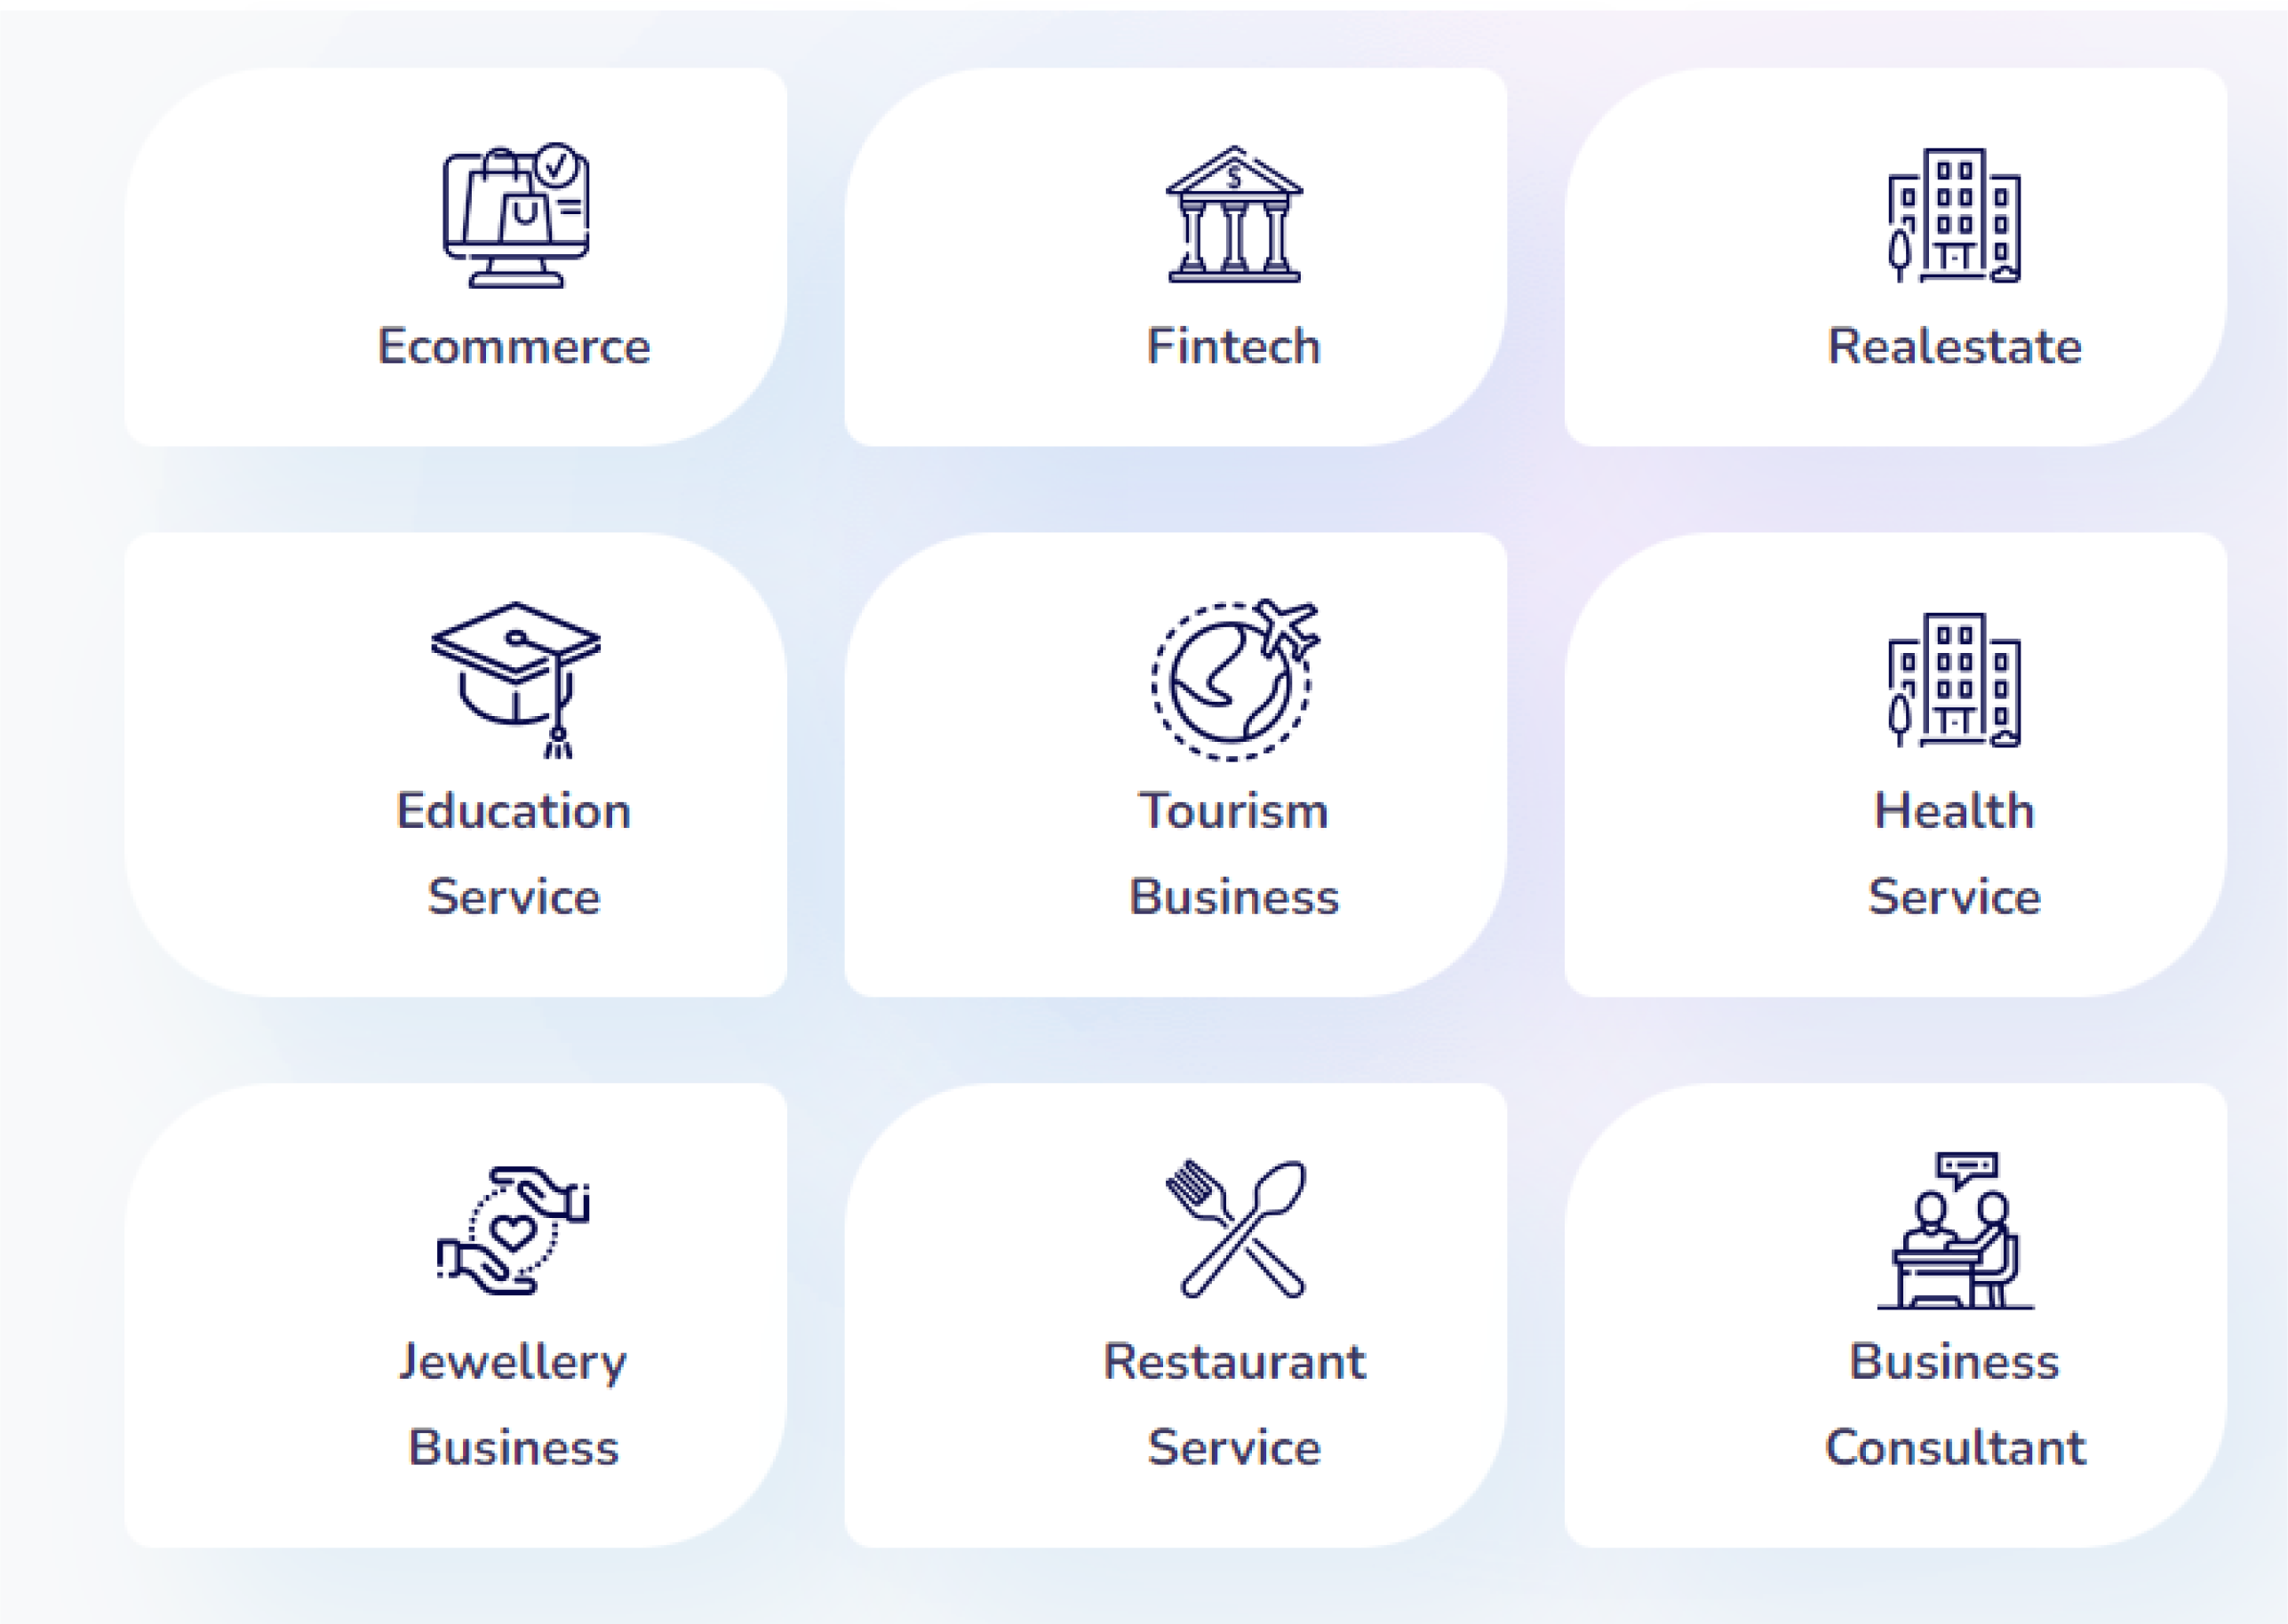 Ecommerce
Fintech
Realestate
Education
Service
Tourism
Business
Health
Service
Jewellery
Business
Restaurant
Service
Business
Consultant